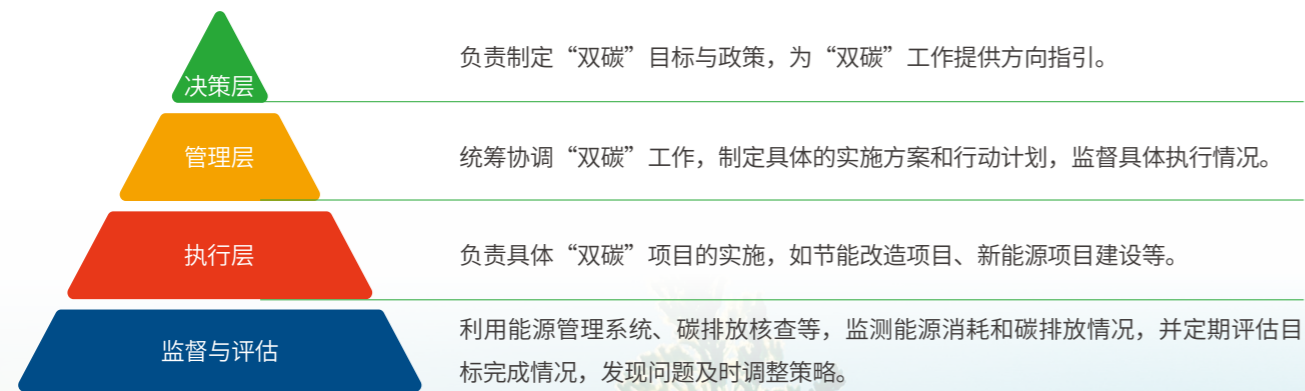 决策层
负责制定“双碳”目标与政策，为“双碳”工作提供方向指引。
管理层
统筹协调“双碳”工作，制定具体的实施方案和行动计划，监督具体执行情况。
执行层
负责具体“双碳”项目的实施，如节能改造项目、新能源项目建设等。
监督与评估
利用能源管理系统、碳排放核查等，监测能源消耗和碳排放情况，并定期评估目
标完成情况，发现问题及时调整策略。